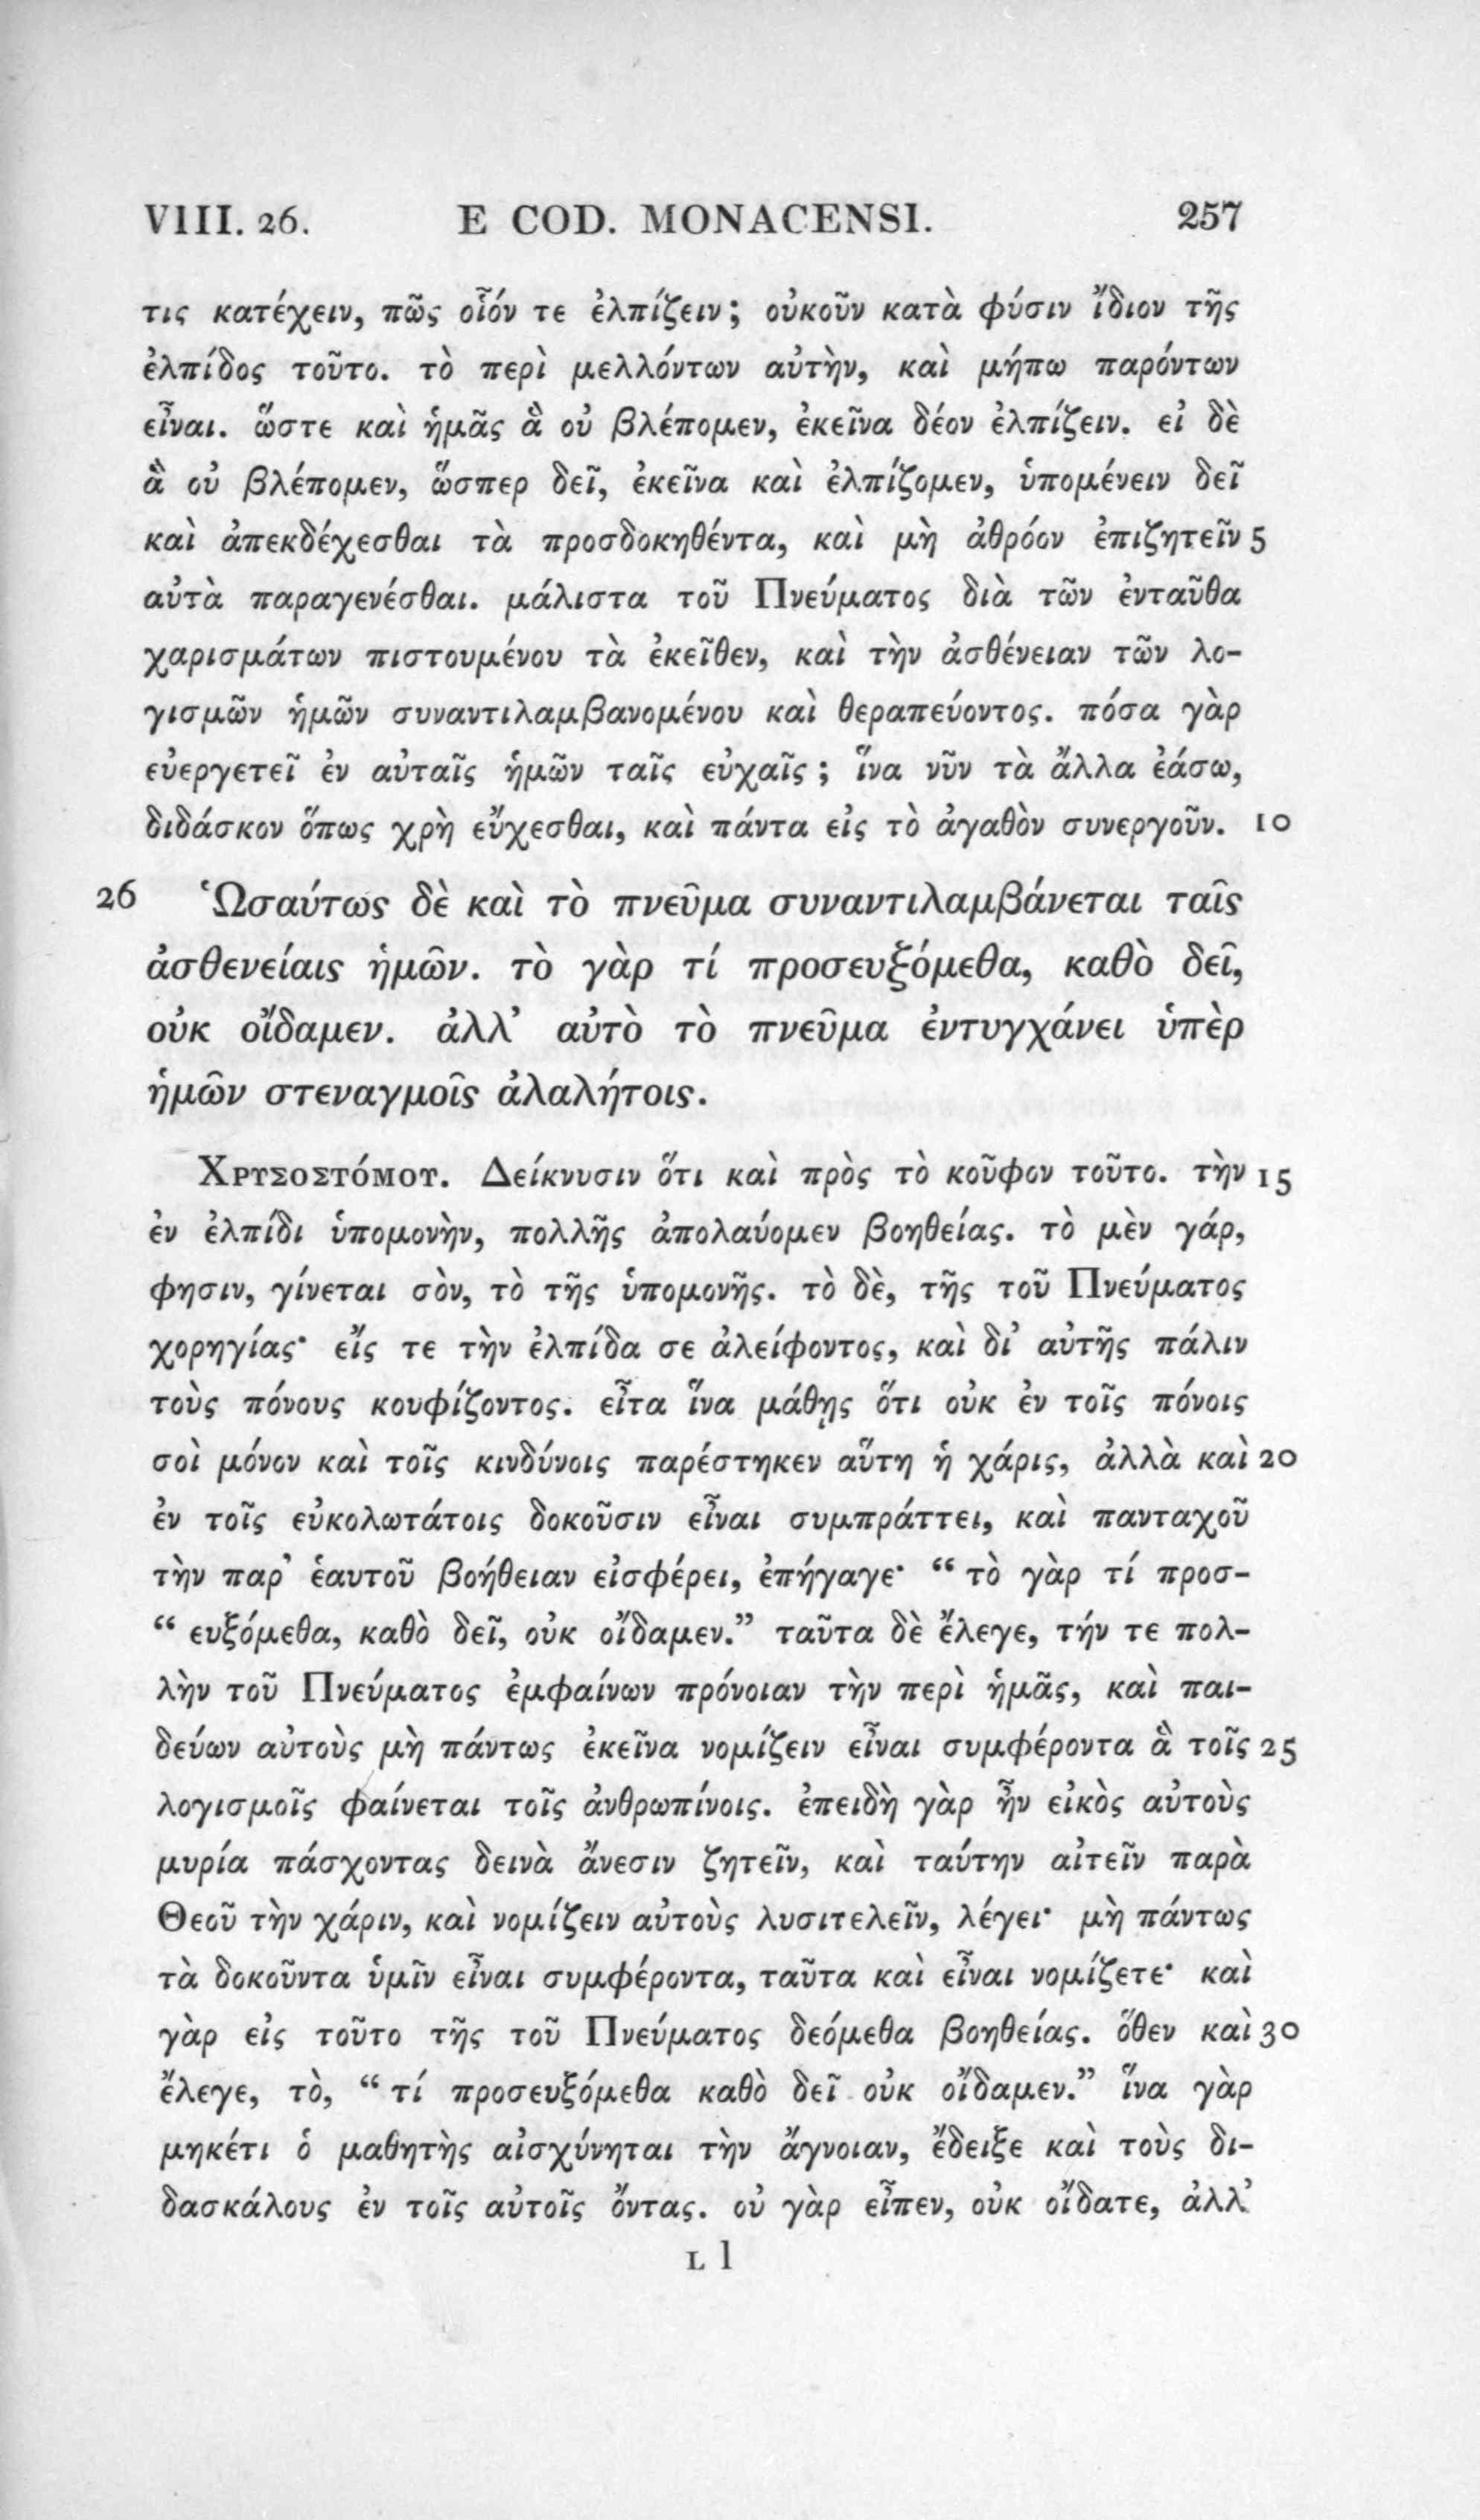 VIII. 26. E COD. MONACENSI. 257
τις κατέχειν, πῶς οἷόν τε ἐλπίζειν; οὐκοῦν κατὰ φύσιν ἴδιον τῆς
ἐλπίδος τοῦτο. τὸ περὶ μελλόντων αὐτὴν, καὶ μήπω παρόντων
εἶναι. ὥστε καὶ ἡμᾶς ἃ οὐ βλέπομεν, ἐκεῖνα δέον ἐλπίζειν. εἰ δὲ
ἃ οὐ βλέπομεν, ὥσπερ δεῖ, ἐκεῖνα καὶ ἐλπίζομεν, ὑπομένειν δεῖ
καὶ ἀπεκδέχεσθαι τὰ προσδοκηθέντα, καὶ μὴ ἀθρόον ἐπιζητεῖν 5
αὐτὰ παραγενέσθαι. μάλιστα τοῦ Πνεύματος διὰ τῶν ἐνταῦθα
χαρισμάτων πιστουμένου τὰ ἐκεῖθεν, καὶ τὴν ἀσθένειαν τῶν λο-
γισμῶν ἡμῶν συναντιλαμβανομένου καὶ θεραπεύοντος. πόσα γὰρ
εὐεργετεῖ ἐν αὐταῖς ἡμῶν ταῖς εὐχαῖς; ἵνα νῦν τὰ ἄλλα ἐάσω,
διδάσκον ὅπως χρὴ εὔχεσθαι, καὶ πάντα εἰς τὸ ἀγαθὸν συνεργοῦν. 10
26 Ὡσαύτως δὲ καὶ τὸ πνεῦμα συναντιλαμβάνεται ταῖς
ἀσθενείαις ἡμῶν. τὸ γὰρ τί προσευξόμεθα, καθὸ δεῖ,
οὐκ οἴδαμεν. ἀλλ’ αὐτὸ τὸ πνεῦμα ἐντυγχάνει ὑπὲρ
ἡμῶν στεναγμοῖς ἀλαλήτοις.
Χρυσοστόμου. Δείκνυσιν ὅτι καὶ πρὸς τὸ κοῦφον τοῦτο. τὴν 15
ἐν ἐλπίδι ὑπομονὴν, πολλῆς ἀπολαύομεν βοηθείας. τὸ μὲν γάρ,
φησιν, γίνεται σὸν, τὸ τῆς ὑπομονῆς. τὸ δὲ, τῆς τοῦ Πνεύματος
χορηγίας· εἴς τε τὴν ἐλπίδα σε ἀλείφοντος, καὶ δι’ αὐτῆς πάλιν
τοὺς πόνους κουφίζοντος. εἶτα ἵνα μάθῃς ὅτι οὐκ ἐν τοῖς πόνοις
σοὶ μόνον καὶ τοῖς κινδύνοις παρέστηκεν αὕτη ἡ χάρις, ἀλλὰ καὶ 20
ἐν τοῖς εὐκολωτάτοις δοκοῦσιν εἶναι συμπράττει, καὶ πανταχοῦ
τὴν παρ’ ἑαυτοῦ βοήθειαν εἰσφέρει, ἐπήγαγε· “ τὸ γὰρ τί προσ-
“ ευξόμεθα, καθὸ δεῖ, οὐκ οἴδαμεν.” ταῦτα δὲ ἔλεγε, τήν τε πολ-
λὴν τοῦ Πνεύματος ἐμφαίνων πρόνοιαν τὴν περὶ ἡμᾶς, καὶ παι-
δεύων αὐτοὺς μὴ πάντως ἐκεῖνα νομίζειν εἶναι συμφέροντα ἃ τοῖς 25
λογισμοῖς φαίνεται τοῖς ἀνθρωπίνοις. ἐπειδὴ γὰρ ἦν εἰκὸς αὐτοὺς
μυρία πάσχοντας δεινὰ ἄνεσιν ζητεῖν, καὶ ταύτην αἰτεῖν παρὰ
Θεοῦ τὴν χάριν, καὶ νομίζειν αὐτοὺς λυσιτελεῖν, λέγει· μὴ πάντως
τὰ δοκοῦντα ὑμῖν εἶναι συμφέροντα, ταῦτα καὶ εἶναι νομίζετε· καὶ
γὰρ εἰς τοῦτο τῆς τοῦ Πνεύματος δεόμεθα βοηθείας. ὅθεν καὶ 30
ἔλεγε, τὸ, “ τί προσευξόμεθα καθὸ δεῖ οὐκ οἴδαμεν.” ἵνα γὰρ
μηκέτι ὁ μαθητὴς αἰσχύνηται τὴν ἄγνοιαν, ἔδειξε καὶ τοὺς δι-
δασκάλους ἐν τοῖς αὐτοῖς ὄντας. οὐ γὰρ εἶπεν, οὐκ οἴδατε, ἀλλ’
L l